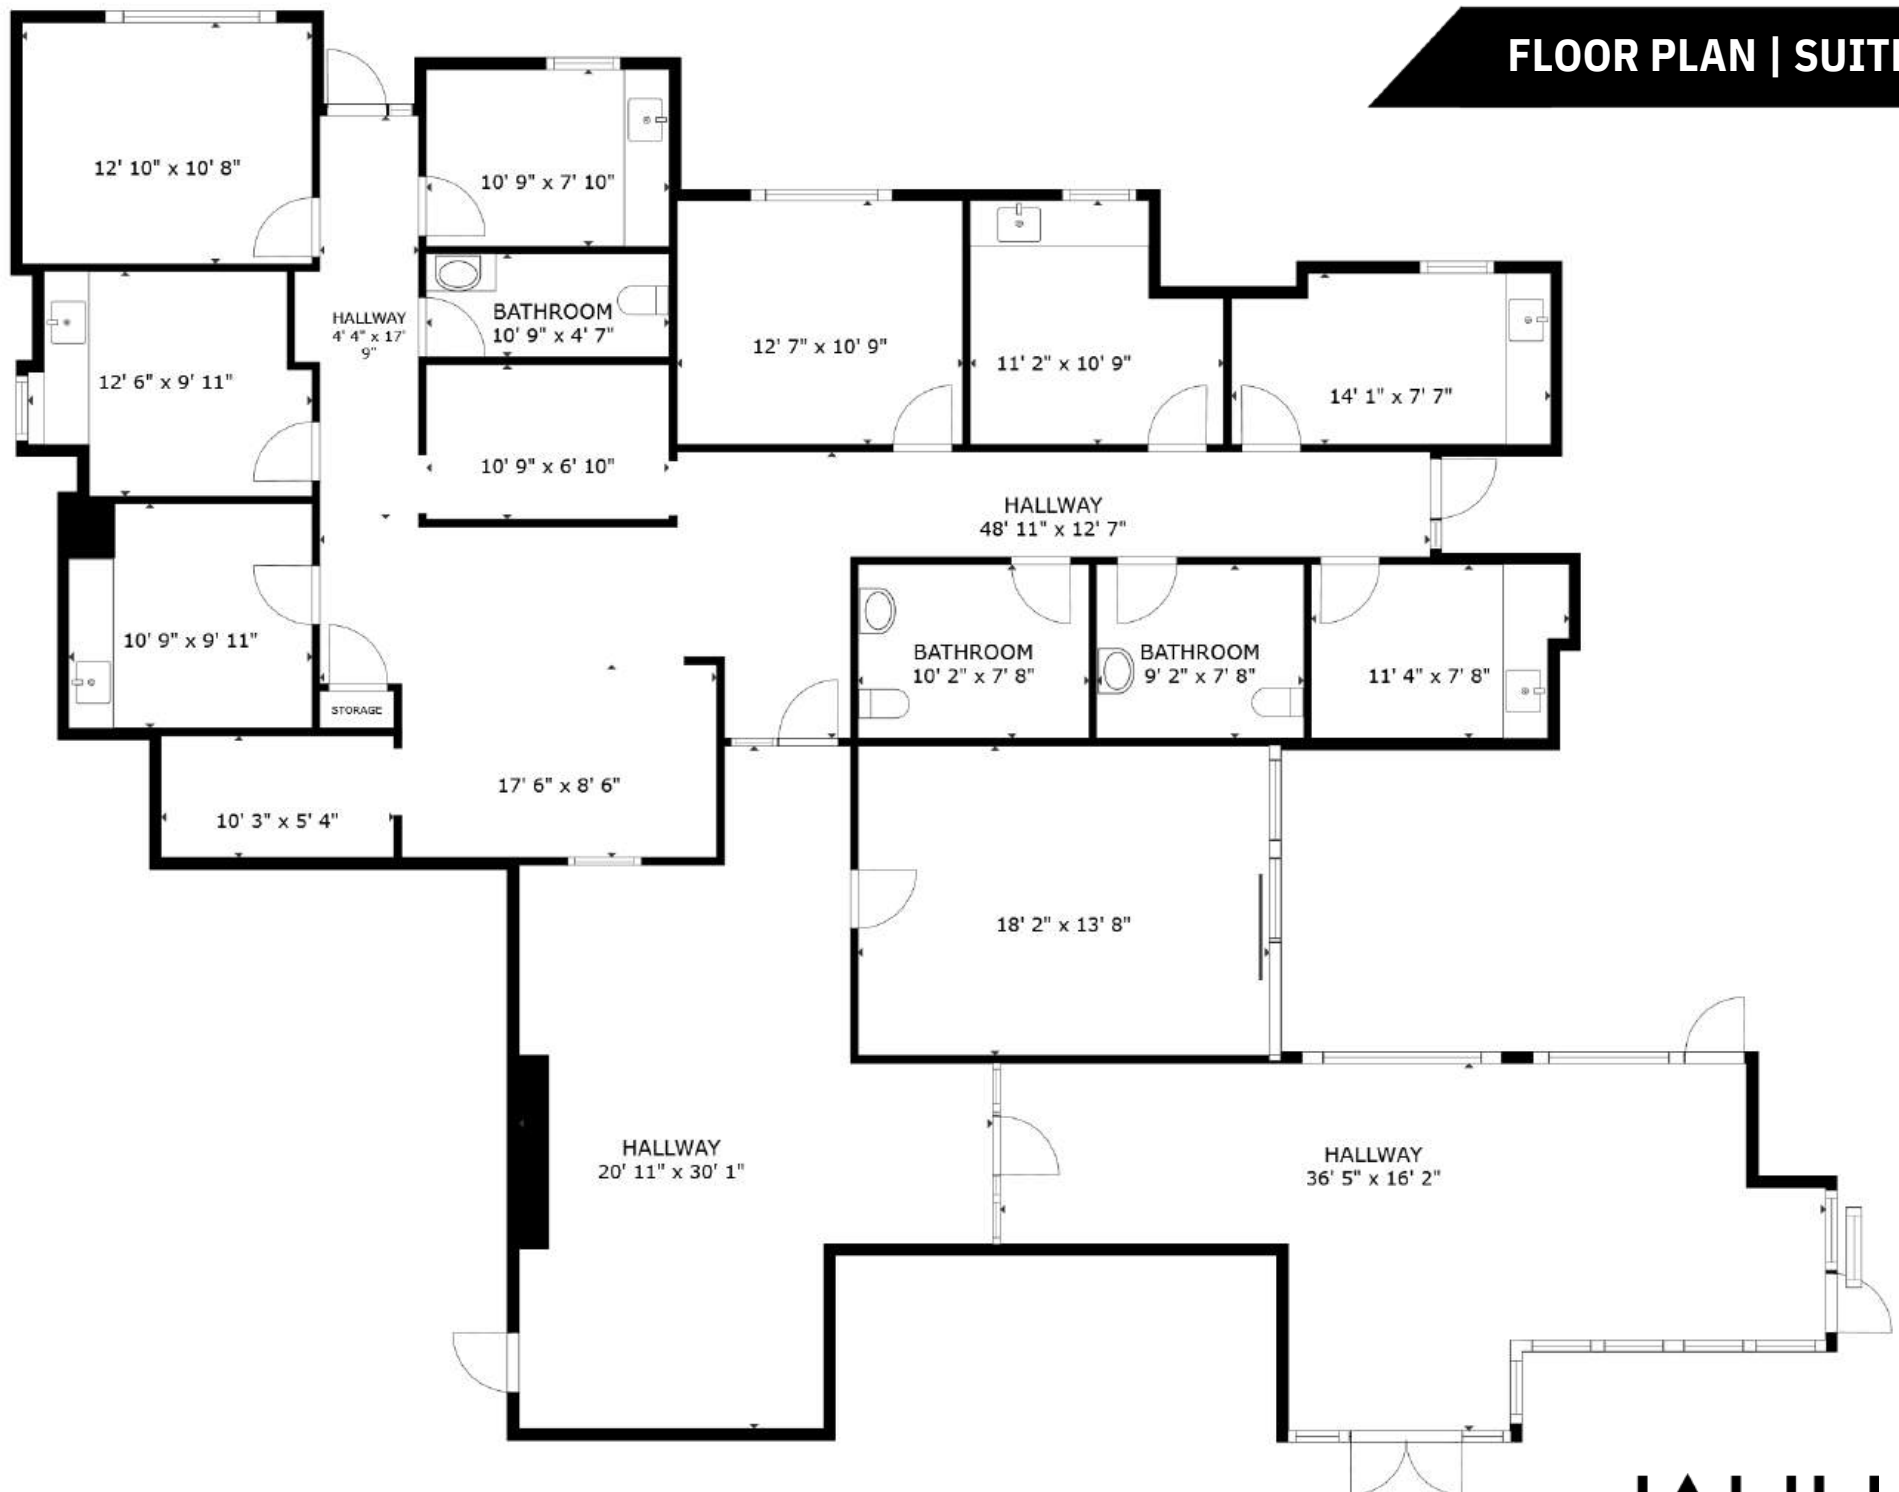 FLOOR PLAN | SUIT
12' 10" x 10' 8"
10' 9" x 7' 10"
HALLWAY
4' 4" x 17'
9"
BATHROOM
10' 9" x 4' 7"
12' 6" x 9' 11"
12' 7" x 10' 9"
11' 2" x 10' 9"
14' 1" x 7' 7"
10' 9" x 6' 10"
HALLWAY
48' 11" x 12' 7"
10' 9" x 9' 11"
BATHROOM
10' 2" x 7' 8"
BATHROOM
9' 2" x 7' 8"
11' 4" x 7' 8"
STORAGE
17' 6" x 8' 6"
10' 3" x 5' 4"
18' 2" x 13' 8"
HALLWAY
20' 11" x 30' 1"
HALLWAY
36' 5" x 16' 2"